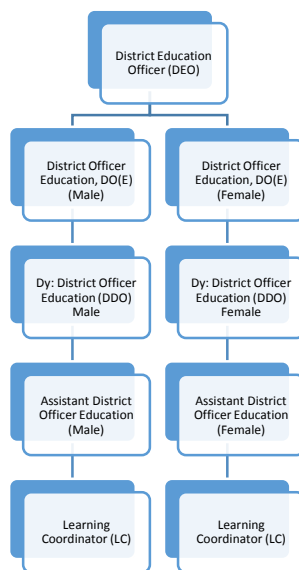 District Education
Officer (DEO)
District Officer
Education, DO(E)
(Male)
District Officer
Education, DO(E)
(Female)
Dy: District Officer
Education (DDO)
Male
Dy: District Officer
Education (DDO)
Female
Assistant District
Officer Education
(Male)
Assistant District
Officer Education
(Female)
Learning
Coordinator (LC)
Learning
Coordinator (LC)